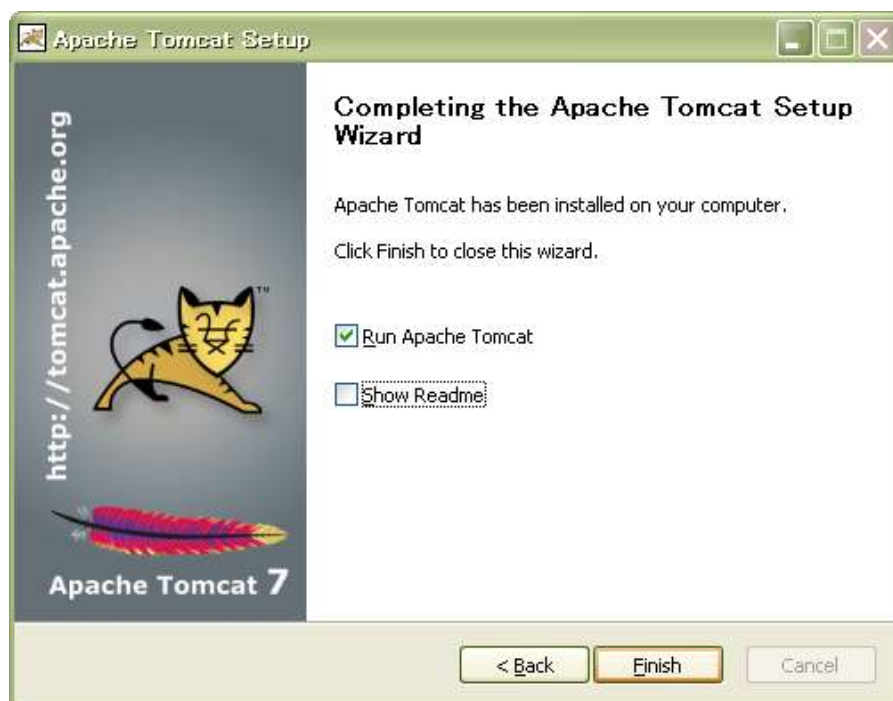 Apache Tomcat Setup
http://tomcat.apache.org
TM
Apache Tomcat 7
Completing the Apache Tomcat Setup
Wizard
Apache Tomcat has been installed on your computer.
Click Finish to close this wizard.
Run Apache Tomcat
Show Readme
< Back
Finish
Cancel